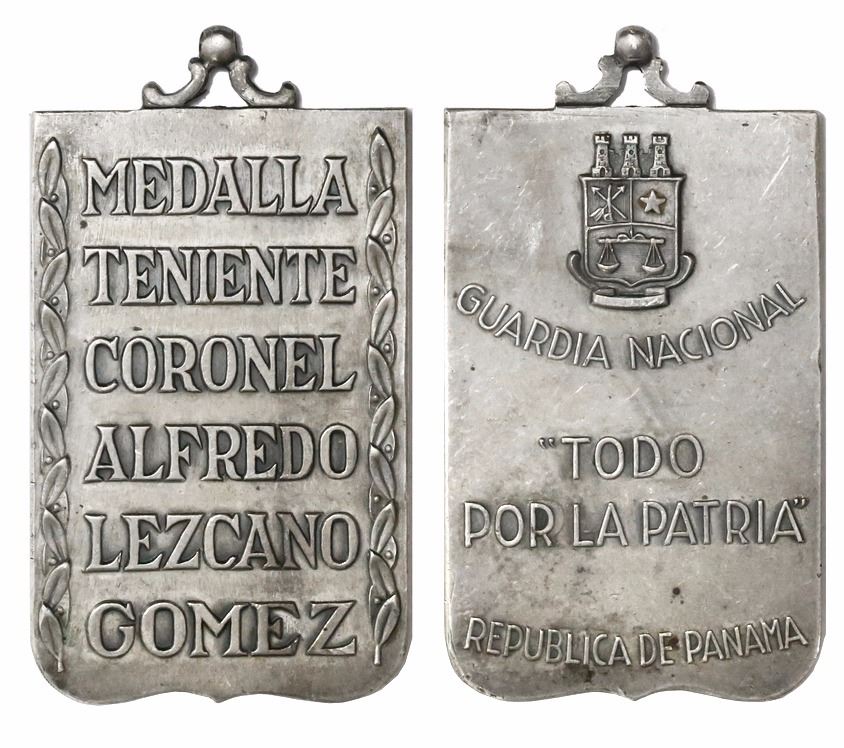 MEDALLA
TENIENTE
CORONEL
ALFREDO
LEZCANO
GOMEZ
GUARDIA NACIONAL
"TODO
POR LA PATRIA"
REPUBLICA DE PANAMA